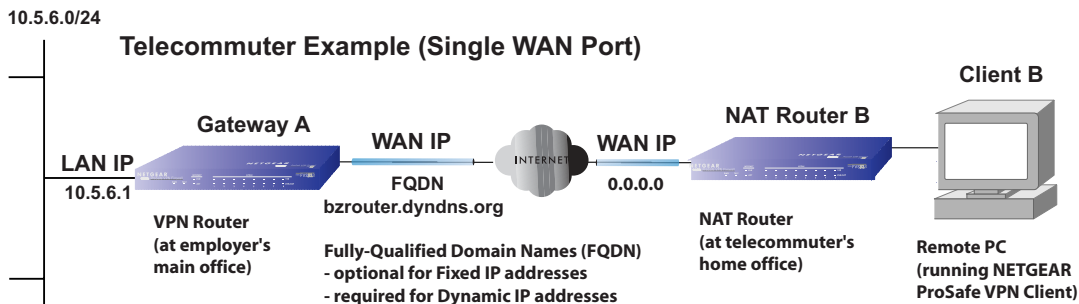 10.5.6.0/24
Telecommuter Example (Single WAN Port)
Client B
Gateway A
NAT Router B
WAN IP
INTERNET
WAN IP
LAN IP
NETGEAR
NETGEAR
10.5.6.1
FQDN
0.0.0.0
bzrouter.dyndns.org
VPN Router
(at employer's
main office)
Fully-Qualified Domain Names (FQDN)
- optional for Fixed IP addresses
- required for Dynamic IP addresses
NAT Router
(at telecommuter's
home office)
Remote PC
(running NETGEAR
ProSafe VPN Client)